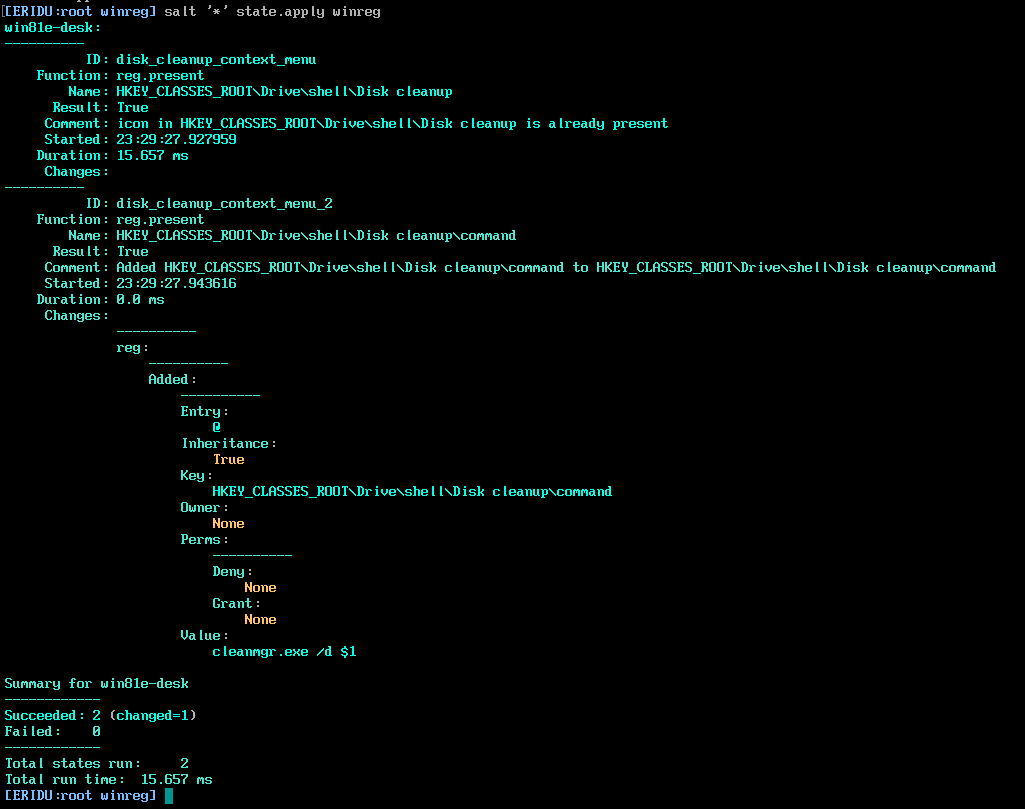 [ERIDU:root winreg] salt '*' state.apply winreg
win81e-desk:
----------
          ID: disk_cleanup_context_menu
    Function: reg.present
        Name: HKEY_CLASSES_ROOT\Drive\shell\Disk cleanup
      Result: True
     Comment: icon in HKEY_CLASSES_ROOT\Drive\shell\Disk cleanup is already present
     Started: 23:29:27.927959
    Duration: 15.657 ms
     Changes:
----------
          ID: disk_cleanup_context_menu_2
    Function: reg.present
        Name: HKEY_CLASSES_ROOT\Drive\shell\Disk cleanup\command
      Result: True
     Comment: Added HKEY_CLASSES_ROOT\Drive\shell\Disk cleanup\command to HKEY_CLASSES_ROOT\Drive\shell\Disk cleanup\command
     Started: 23:29:27.943616
    Duration: 0.0 ms
     Changes:
              ----------
              reg:
                  ----------
                  Added:
                      ----------
                      Entry:
                          @
                      Inheritance:
                          True
                      Key:
                          HKEY_CLASSES_ROOT\Drive\shell\Disk cleanup\command
                      Owner:
                          None
                      Perms:
                          ----------
                          Deny:
                              None
                          Grant:
                              None
                      Value:
                          cleanmgr.exe /d $1
Summary for win81e-desk
------------
Succeeded: 2 (changed=1)
Failed:    0
------------
Total states run:     2
Total run time:  15.657 ms
[ERIDU:root winreg]